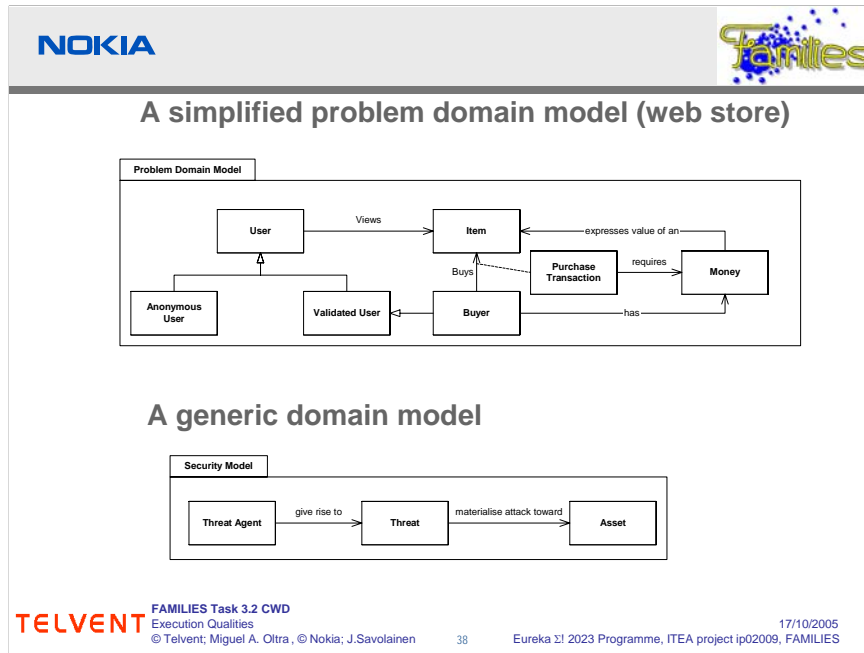 NOKIA
Families
A simplified problem domain model (web store)
Problem Domain Model
User
Views
Item
expresses value of an
Buys
Purchase
Transaction
requires
Money
Anonymous
User
Validated User
Buyer
has
A generic domain model
Security Model
Threat Agent
give rise to
Threat
materialise attack toward
Asset
TELVENT
FAMILIES Task 3.2 CWD
Execution Qualities
17/10/2005
© Telvent; Miguel A. Oltra , © Nokia; J.Savolainen
38
Eureka Σ! 2023 Programme, ITEA project ip02009, FAMILIES